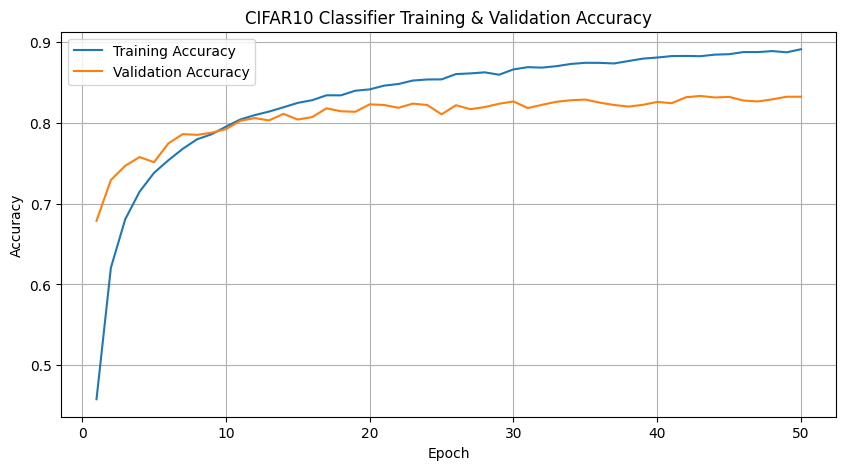 CIFAR10 Classifier Training & Validation Accuracy
Training Accuracy
Validation Accuracy
0.9
0.8
0.7
0.6
0.5
Accuracy
0 10 20 30 40 50
Epoch